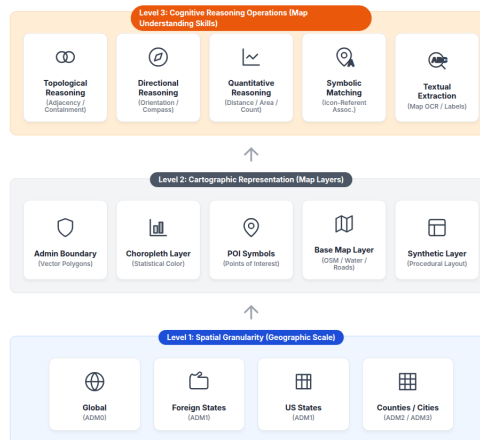 Level 3: Cognitive Reasoning Operations (Map
Understanding Skills)
Topological
Reasoning
(Adjacency /
Containment)
Directional
Reasoning
(Orientation /
Compass)
Quantitative
Reasoning
(Distance / Area /
Count)
Symbolic
Matching
(Icon-Referent
Assoc.)
ABC
Textual
Extraction
(Map OCR / Labels)
Level 2: Cartographic Representation (Map Layers)
Admin Boundary
(Vector Polygons)
Choropleth Layer
(Statistical Color)
POI Symbols
(Points of Interest)
Base Map Layer
(OSM / Water /
Roads)
Synthetic Layer
(Procedural Layout)
Level 1: Spatial Granularity (Geographic Scale)
Global
(ADM0)
Foreign States
(ADM1)
US States
(ADM1)
Counties / Cities
(ADM2 / ADM3)